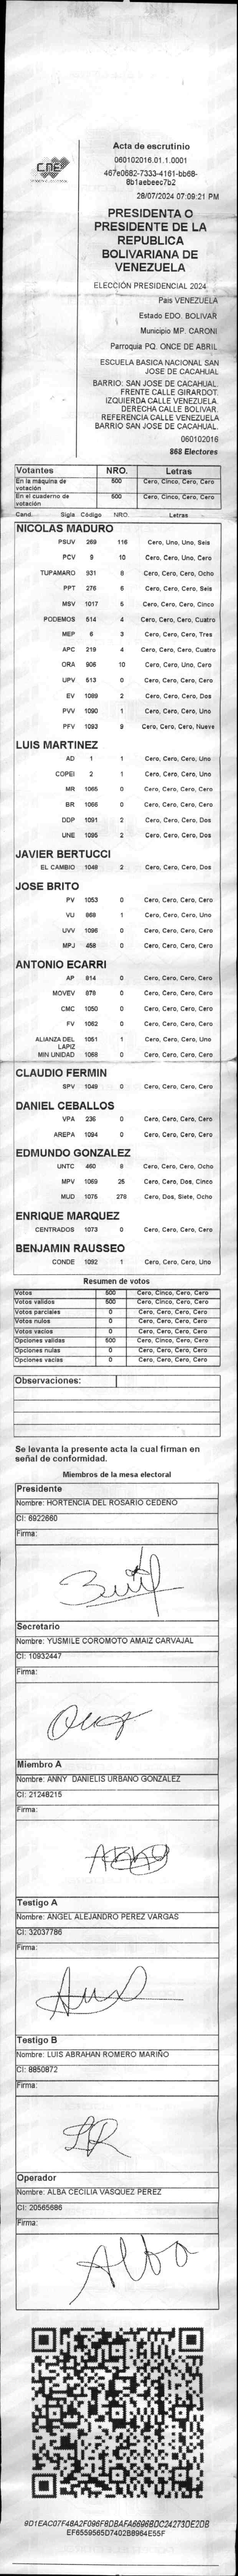 CNE
Acta de escrutinio
060102016.01.1.0001
467e0682-7333-4161-bb68-
8b1aebeec7b2
28/07/2024 07:09:21 PM
PRESIDENTA O
PRESIDENTE DE LA
REPUBLICA
BOLIVARIANA DE
VENEZUELA
ELECCIÓN PRESIDENCIAL 2024
Pais VENEZUELA
Estado EDO. BOLIVAR
Municipio MP. CARONI
Parroquia PQ. ONCE DE ABRIL
ESCUELA BASICA NACIONAL SAN
JOSE DE CACAHUAL
BARRIO: SAN JOSE DE CACAHUAL.
FRENTE CALLE GIRARDOT.
IZQUIERDA CALLE VENEZUELA.
DERECHA CALLE BOLIVAR.
REFERENCIA CALLE VENEZUELA
BARRIO SAN JOSE DE CACAHUAL.
060102016
868 Electores
Votantes NRO. Letras
En la máquina de votación 500 Cero, Cinco, Cero, Cero
En el cuaderno de votación 500 Cero, Cinco, Cero, Cero
Cand. Sigla Código NRO. Letras
NICOLAS MADURO
PSUV 269 116 Cero, Uno, Uno, Seis
PCV 9 10 Cero, Cero, Uno, Cero
TUPAMARO 931 8 Cero, Cero, Cero, Ocho
PPT 276 6 Cero, Cero, Cero, Seis
MSV 1017 5 Cero, Cero, Cero, Cinco
PODEMOS 514 4 Cero, Cero, Cero, Cuatro
MEP 6 3 Cero, Cero, Cero, Tres
APC 219 4 Cero, Cero, Cero, Cuatro
ORA 906 10 Cero, Cero, Uno, Cero
UPV 513 0 Cero, Cero, Cero, Cero
EV 1089 2 Cero, Cero, Cero, Dos
PVV 1090 1 Cero, Cero, Cero, Uno
PFV 1093 9 Cero, Cero, Cero, Nueve
LUIS MARTINEZ
AD 1 1 Cero, Cero, Cero, Uno
COPEI 2 1 Cero, Cero, Cero, Uno
MR 1065 0 Cero, Cero, Cero, Cero
BR 1066 0 Cero, Cero, Cero, Cero
DDP 1091 2 Cero, Cero, Cero, Dos
UNE 1095 2 Cero, Cero, Cero, Dos
JAVIER BERTUCCI
EL CAMBIO 1048 2 Cero, Cero, Cero, Dos
JOSE BRITO
PV 1053 0 Cero, Cero, Cero, Cero
VU 869 1 Cero, Cero, Cero, Uno
UVV 1096 0 Cero, Cero, Cero, Cero
MPJ 458 0 Cero, Cero, Cero, Cero
ANTONIO ECARRI
AP 914 0 Cero, Cero, Cero, Cero
MOVEV 978 0 Cero, Cero, Cero, Cero
CMC 1050 0 Cero, Cero, Cero, Cero
FV 1062 0 Cero, Cero, Cero, Cero
ALIANZA DEL LAPIZ 1051 1 Cero, Cero, Cero, Uno
MIN UNIDAD 1068 0 Cero, Cero, Cero, Cero
CLAUDIO FERMIN
SPV 1049 0 Cero, Cero, Cero, Cero
DANIEL CEBALLOS
VPA 236 0 Cero, Cero, Cero, Cero
AREPA 1094 0 Cero, Cero, Cero, Cero
EDMUNDO GONZALEZ
UNTC 460 8 Cero, Cero, Cero, Ocho
MPV 1069 25 Cero, Cero, Dos, Cinco
MUD 1075 278 Cero, Dos, Siete, Ocho
ENRIQUE MARQUEZ
CENTRADOS 1073 0 Cero, Cero, Cero, Cero
BENJAMIN RAUSSEO
CONDE 1092 1 Cero, Cero, Cero, Uno
Resumen de votos
Votos 500 Cero, Cinco, Cero, Cero
Votos validos 500 Cero, Cinco, Cero, Cero
Votos parciales 0 Cero, Cero, Cero, Cero
Votos nulos 0 Cero, Cero, Cero, Cero
Votos vacíos 0 Cero, Cero, Cero, Cero
Opciones validas 500 Cero, Cinco, Cero, Cero
Opciones nulas 0 Cero, Cero, Cero, Cero
Opciones vacías 0 Cero, Cero, Cero, Cero
Observaciones:
Se levanta la presente acta la cual firman en
señal de conformidad.
Miembros de la mesa electoral
Presidente
Nombre: HORTENCIA DEL ROSARIO CEDEÑO
CI: 6922660
Firma:
Secretario
Nombre: YUSMILE COROMOTO AMAIZ CARVAJAL
CI: 10932447
Firma:
Miembro A
Nombre: ANNY DANIELIS URBANO GONZALEZ
CI: 21248215
Firma:
Testigo A
Nombre: ANGEL ALEJANDRO PEREZ VARGAS
CI: 32037786
Firma:
Testigo B
Nombre: LUIS ABRAHAN ROMERO MARIÑO
CI: 8850872
Firma:
Operador
Nombre: ALBA CECILIA VASQUEZ PEREZ
CI: 20565686
Firma:
Alba
9D1EAC07F46A2F096F8DBAFA6696BDC24273DE2DB
EF6559565D7402B8964E55F